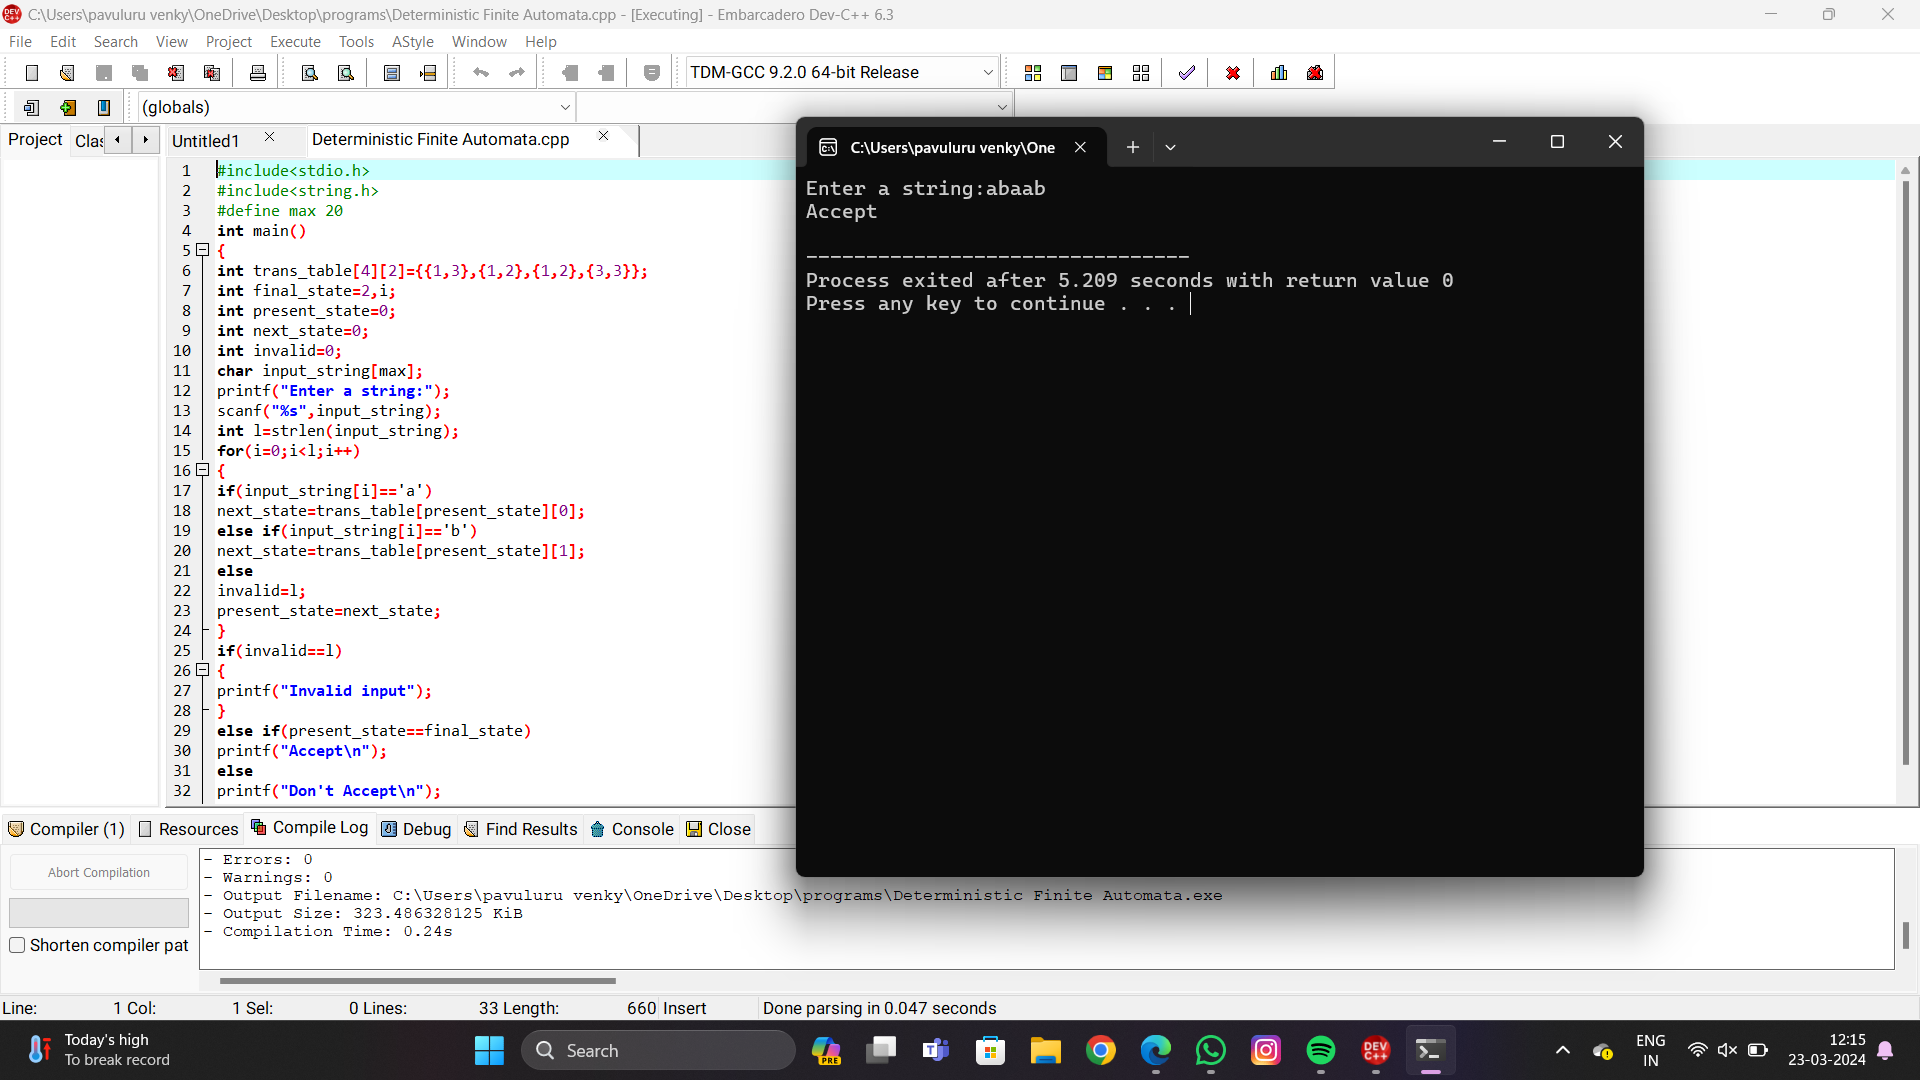 C:\Users\pavuluru venky\OneDrive\Desktop\programs\Deterministic Finite Automata.cpp - [Executing] - Embarcadero Dev-C++ 6.3
File Edit Search View Project Execute Tools AStyle Window Help
TDM-GCC 9.2.0 64-bit Release
(globals)
Project Clas Untitled1 Deterministic Finite Automata.cpp
1 #include<stdio.h>
2 #include<string.h>
3 #define max 20
4 int main()
5 {
6 int trans_table[4][2]={{1,3},{1,2},{1,2},{3,3}};
7 int final_state=2,i;
8 int present_state=0;
9 int next_state=0;
10 int invalid=0;
11 char input_string[max];
12 printf("Enter a string:");
13 scanf("%s",input_string);
14 int l=strlen(input_string);
15 for(i=0;i<l;i++)
16 {
17 if(input_string[i]=='a')
18 next_state=trans_table[present_state][0];
19 else if(input_string[i]=='b')
20 next_state=trans_table[present_state][1];
21 else
22 invalid=l;
23 present_state=next_state;
24 }
25 if(invalid==l)
26 {
27 printf("Invalid input");
28 }
29 else if(present_state==final_state)
30 printf("Accept\n");
31 else
32 printf("Don't Accept\n");
C:\Users\pavuluru venky\One
Enter a string:abaab
Accept
--------------------------------
Process exited after 5.209 seconds with return value 0
Press any key to continue . . .
Compiler (1) Resources Compile Log Debug Find Results Console Close
Abort Compilation
Shorten compiler pat
- Errors: 0
- Warnings: 0
- Output Filename: C:\Users\pavuluru venky\OneDrive\Desktop\programs\Deterministic Finite Automata.exe
- Output Size: 323.486328125 KiB
- Compilation Time: 0.24s
Line: 1 Col: 1 Sel: 0 Lines: 33 Length: 660 Insert Done parsing in 0.047 seconds
Today's high
To break record
Search
PRE
DEV C++
ENG
IN
12:15
23-03-2024